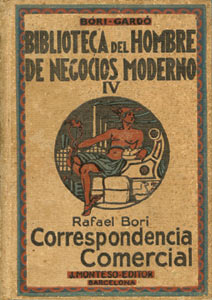 BORI-GARDÓ
BIBLIOTECA DEL HOMBRE
DE NEGOCIOS MODERNO
IV
Rafael Bori
Correspondencia
Comercial
J. MONTESÓ-EDITOR
BARCELONA